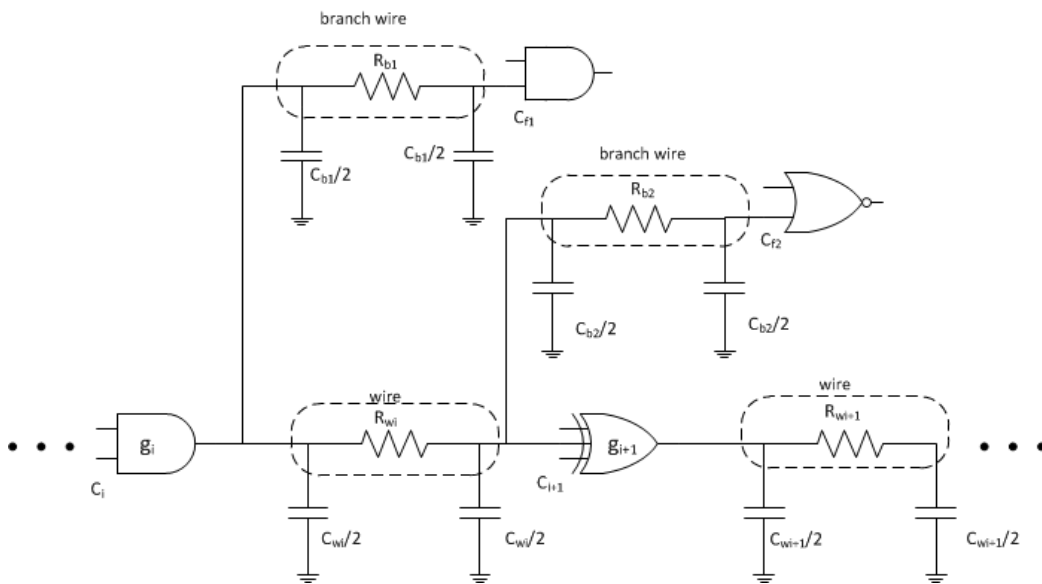 branch wire
Rb1
Cf1
Cb1/2
Cb1/2
branch wire
Rb2
Cf2
Cb2/2
Cb2/2
wire
Rwi
wire
Rwi+1
gi
gi+1
Ci
Ci+1
Cwi/2
Cwi/2
Cwi+1/2
Cwi+1/2